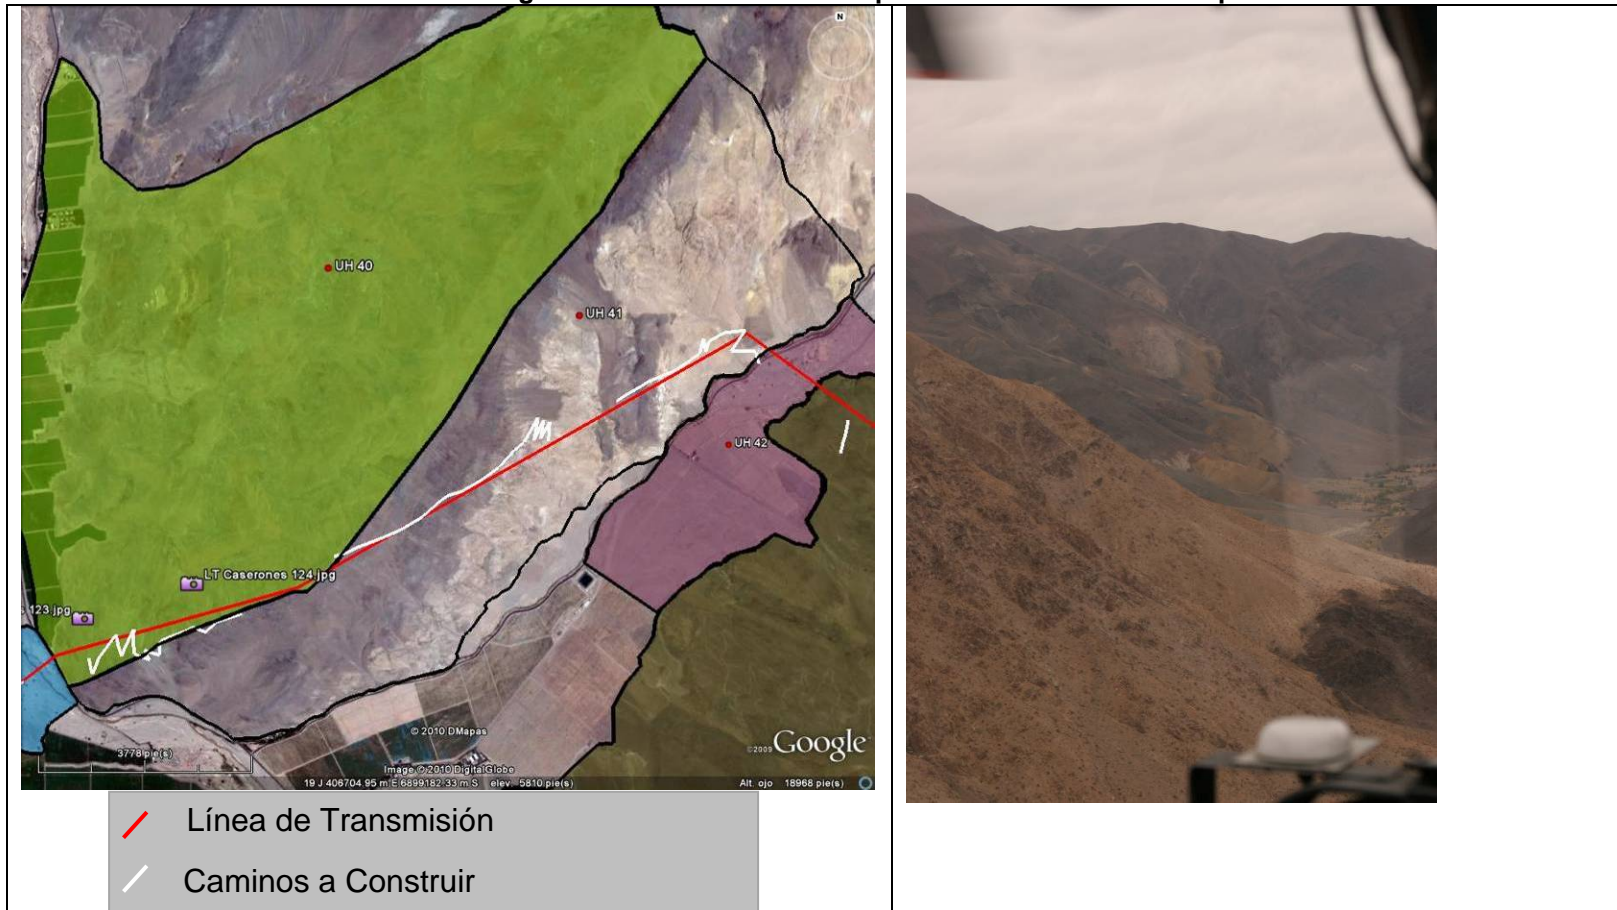 N
UH 40
UH 41
UH 42
LT Caserones 124 jpg
123 jpg
© 2010 DMapas
©2009 Google
3778 pie(s)
Image © 2010 DigitalGlobe
19 J 406704.95 m E 6899182.33 m S elev. 5810 pie(s)
Alt. ojo 18968 pie(s)
Línea de Transmisión
Caminos a Construir